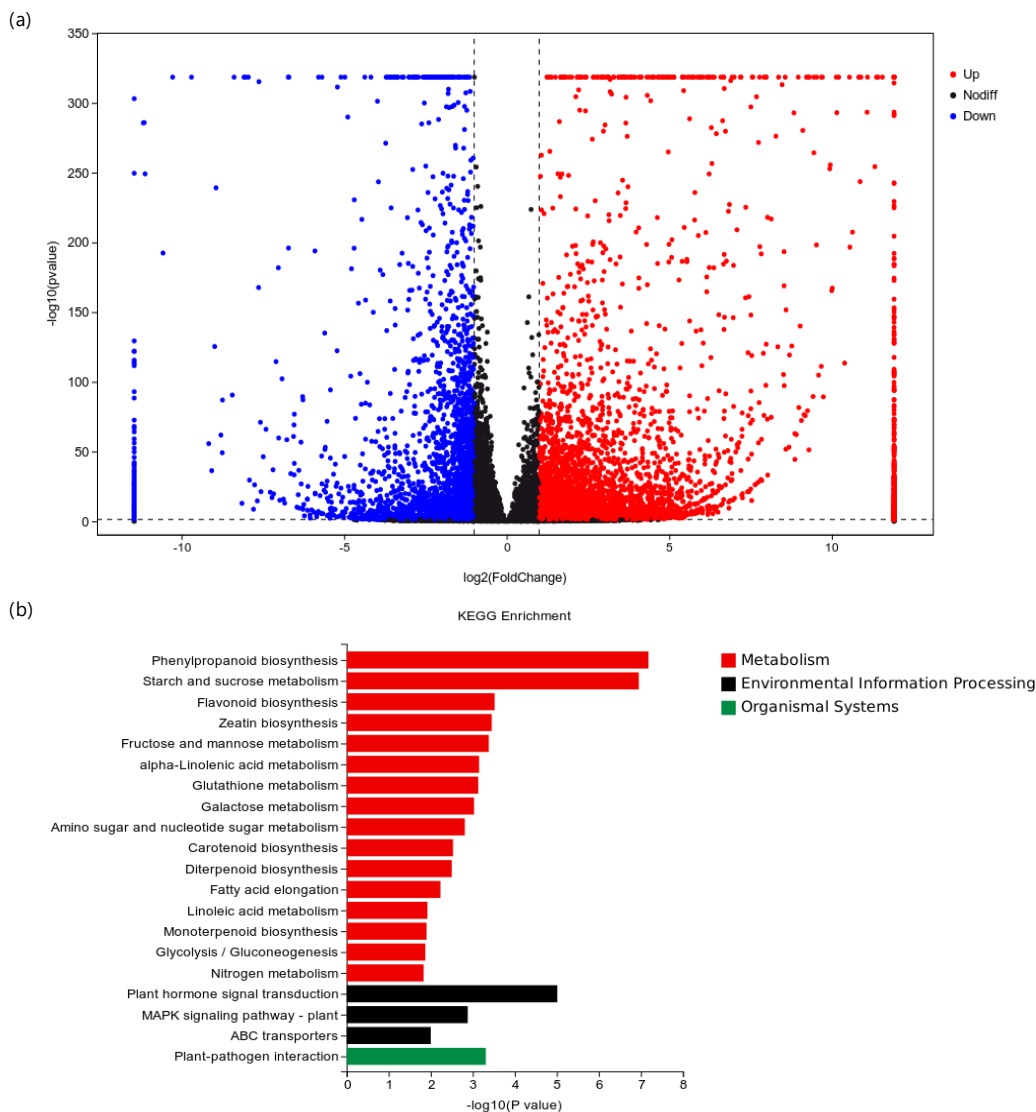 (a)
350
300
250
200
150
100
50
0
-log10(pvalue)
-10
-5
0
5
10
log2(FoldChange)
Up
Nodiff
Down
(b)
KEGG Enrichment
Phenylpropanoid biosynthesis
Starch and sucrose metabolism
Flavonoid biosynthesis
Zeatin biosynthesis
Fructose and mannose metabolism
alpha-Linolenic acid metabolism
Glutathione metabolism
Galactose metabolism
Amino sugar and nucleotide sugar metabolism
Carotenoid biosynthesis
Diterpenoid biosynthesis
Fatty acid elongation
Linoleic acid metabolism
Monoterpenoid biosynthesis
Glycolysis / Gluconeogenesis
Nitrogen metabolism
Plant hormone signal transduction
MAPK signaling pathway - plant
ABC transporters
Plant-pathogen interaction
0 1 2 3 4 5 6 7 8
-log10(P value)
Metabolism
Environmental Information Processing
Organismal Systems